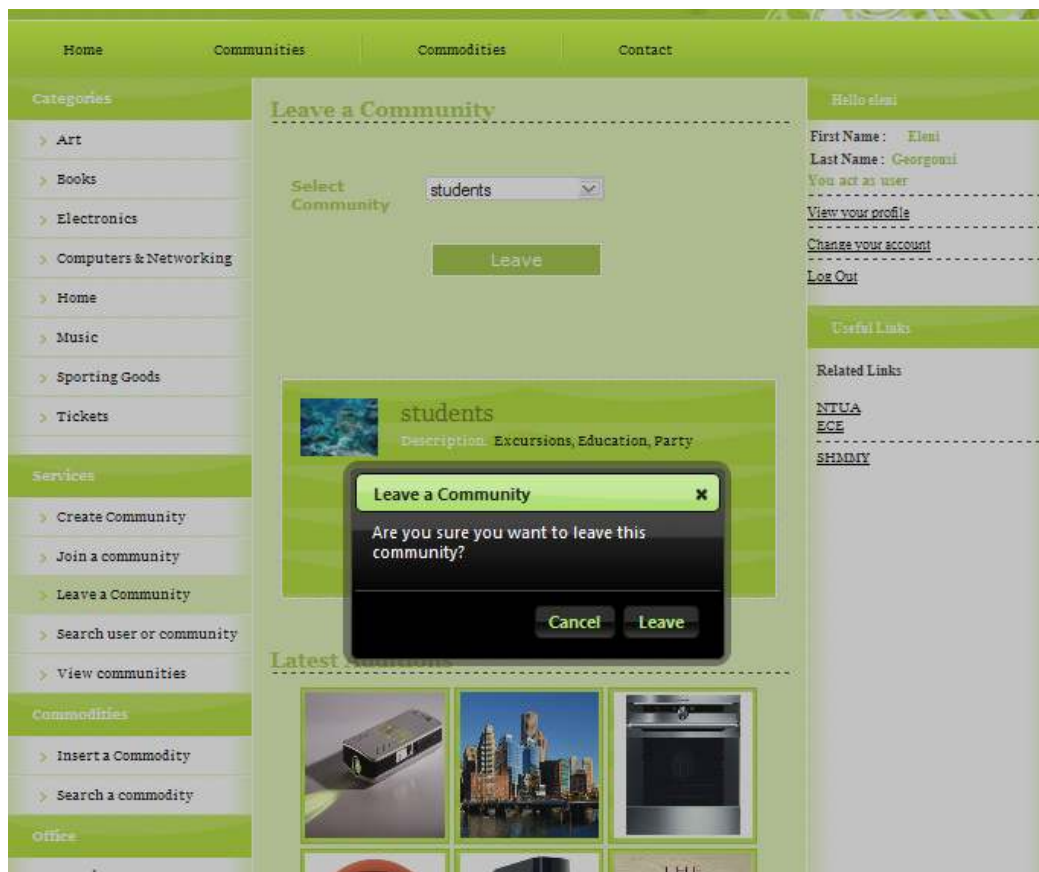 Home Communities Commodities Contact
Categories
Art
Books
Electronics
Computers & Networking
Home
Music
Sporting Goods
Tickets
Services
Create Community
Join a community
Leave a Community
Search user or community
View communities
Commodities
Insert a Commodity
Search a commodity
Office
Leave a Community
Select
Community
students
Leave
students
Description: Excursions, Education, Party
Leave a Community
Are you sure you want to leave this
community?
Cancel Leave
Latest Additions
Hello eleni
First Name : Eleni
Last Name : Georgousi
You act as user
View your profile
Change your account
Log Out
Useful Links
Related Links
NTUA
ECE
SHMMY